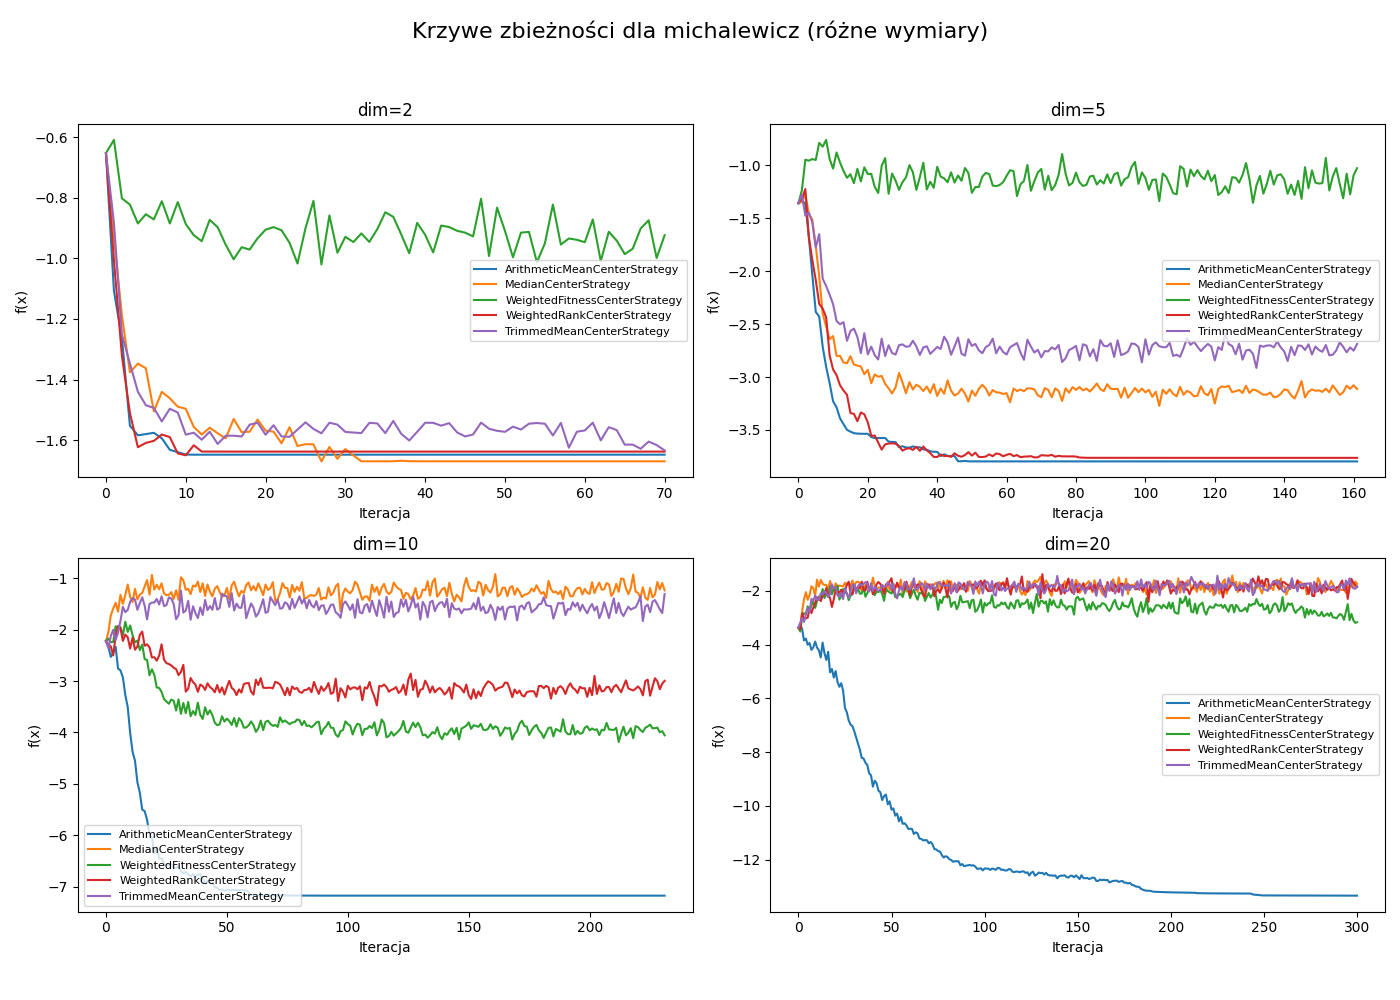 Krzywe zbieżności dla michalewicz (różne wymiary)
dim=2
f(x)
−0.6
−0.8
−1.0
−1.2
−1.4
−1.6
ArithmeticMeanCenterStrategy
MedianCenterStrategy
WeightedFitnessCenterStrategy
WeightedRankCenterStrategy
TrimmedMeanCenterStrategy
0 10 20 30 40 50 60 70
Iteracja
dim=5
f(x)
−1.0
−1.5
−2.0
−2.5
−3.0
−3.5
ArithmeticMeanCenterStrategy
MedianCenterStrategy
WeightedFitnessCenterStrategy
WeightedRankCenterStrategy
TrimmedMeanCenterStrategy
0 20 40 60 80 100 120 140 160
Iteracja
dim=10
f(x)
−1
−2
−3
−4
−5
−6
−7
ArithmeticMeanCenterStrategy
MedianCenterStrategy
WeightedFitnessCenterStrategy
WeightedRankCenterStrategy
TrimmedMeanCenterStrategy
0 50 100 150 200
Iteracja
dim=20
f(x)
−2
−4
−6
−8
−10
−12
ArithmeticMeanCenterStrategy
MedianCenterStrategy
WeightedFitnessCenterStrategy
WeightedRankCenterStrategy
TrimmedMeanCenterStrategy
0 50 100 150 200 250 300
Iteracja